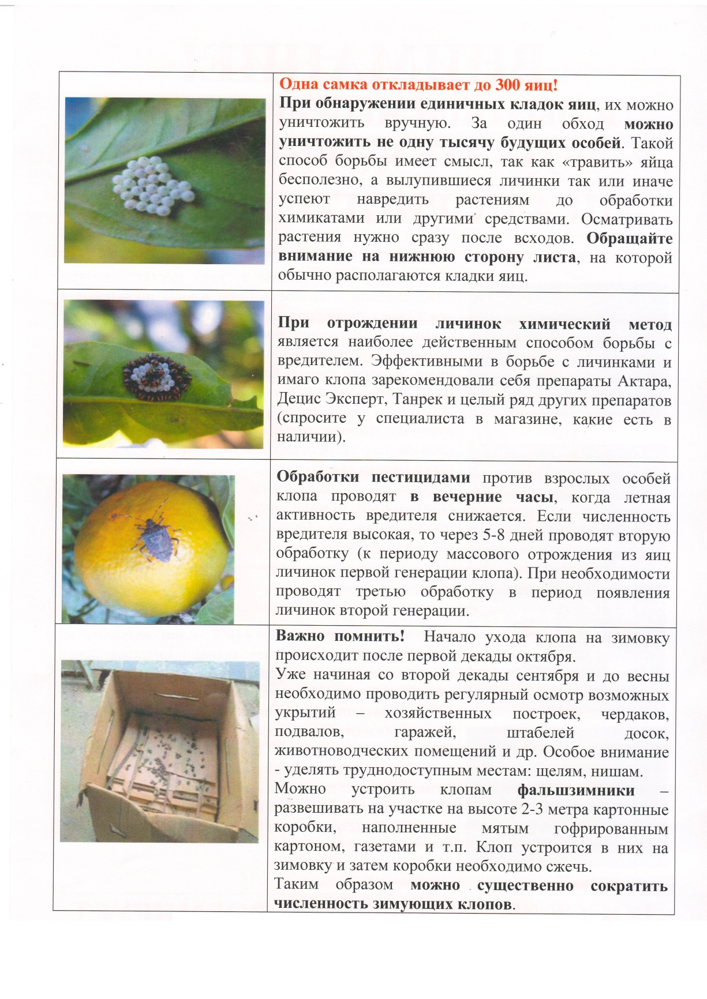 Одна самка откладывает до 300 яиц!
При обнаружении единичных кладок яиц, их можно
уничтожить вручную. За один обход можно
уничтожить не одну тысячу будущих особей. Такой
способ борьбы имеет смысл, так как «травить» яйца
бесполезно, а вылупившиеся личинки так или иначе
успеют навредить растениям до обработки
химикатами или другими средствами. Осматривать
растения нужно сразу после всходов. Обращайте
внимание на нижнюю сторону листа, на которой
обычно располагаются кладки яиц.
При отрождении личинок химический метод
является наиболее действенным способом борьбы с
вредителем. Эффективными в борьбе с личинками и
имаго клопа зарекомендовали себя препараты Актара,
Децис Эксперт, Танрек и целый ряд других препаратов
(спросите у специалиста в магазине, какие есть в
наличии).
Обработки пестицидами против взрослых особей
клопа проводят в вечерние часы, когда летная
активность вредителя снижается. Если численность
вредителя высокая, то через 5-8 дней проводят вторую
обработку (к периоду массового отрождения из яиц
личинок первой генерации клопа). При необходимости
проводят третью обработку в период появления
личинок второй генерации.
Важно помнить! Начало ухода клопа на зимовку
происходит после первой декады октября.
Уже начиная со второй декады сентября и до весны
необходимо проводить регулярный осмотр возможных
укрытий – хозяйственных построек, чердаков,
подвалов, гаражей, штабелей досок,
животноводческих помещений и др. Особое внимание
- уделять труднодоступным местам: щелям, нишам.
Можно устроить клопам фальшзимники –
развешивать на участке на высоте 2-3 метра картонные
коробки, наполненные мятым гофрированным
картоном, газетами и т.п. Клоп устроится в них на
зимовку и затем коробки необходимо сжечь.
Таким образом можно существенно сократить
численность зимующих клопов.